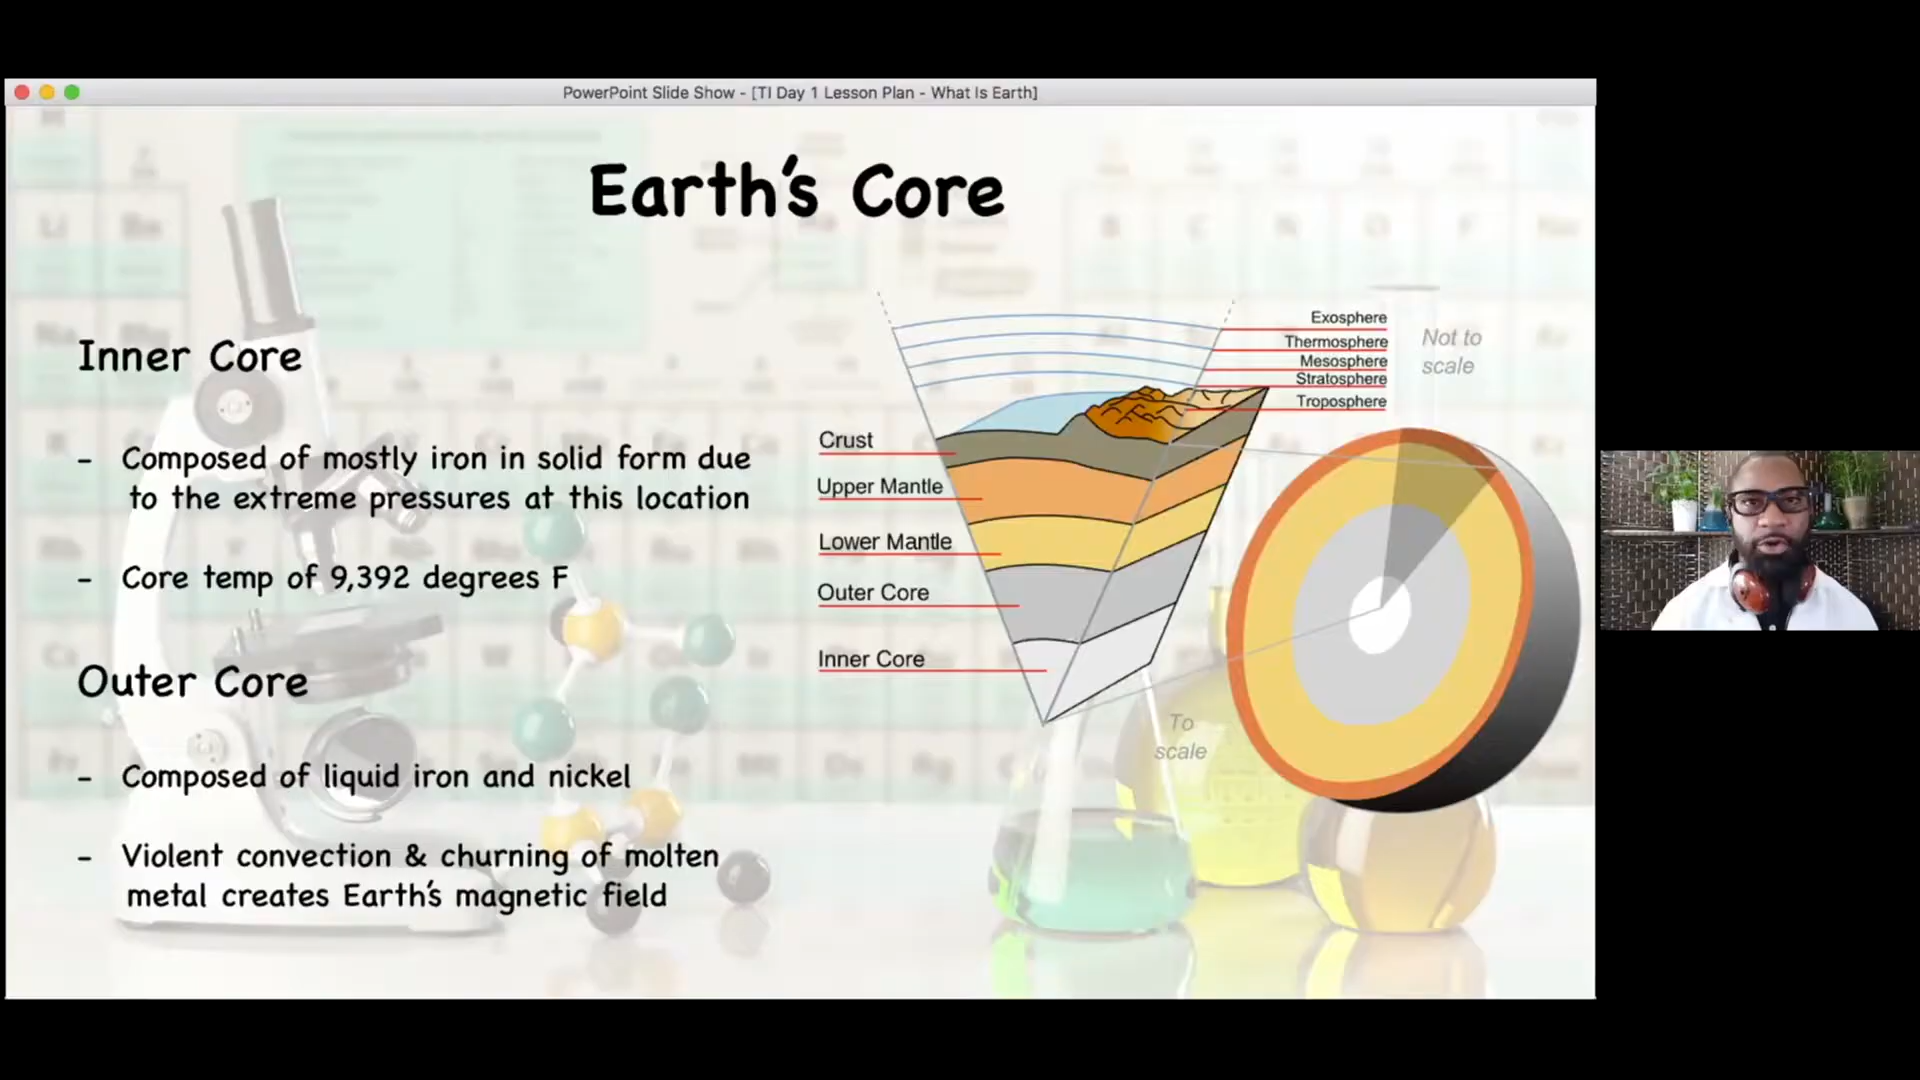 PowerPoint Slide Show - [TI Day 1 Lesson Plan - What Is Earth]
Earth's Core
Inner Core
- Composed of mostly iron in solid form due
to the extreme pressures at this location
- Core temp of 9,392 degrees F
Outer Core
- Composed of liquid iron and nickel
- Violent convection & churning of molten
metal creates Earth's magnetic field
Exosphere
Thermosphere
Mesosphere
Stratosphere
Troposphere
Not to
scale
Crust
Upper Mantle
Lower Mantle
Outer Core
Inner Core
To
scale